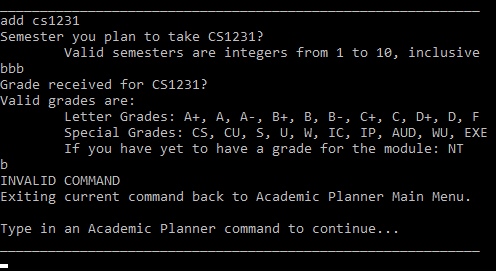 add cs1231
Semester you plan to take CS1231?
Valid semesters are integers from 1 to 10, inclusive
bbb
Grade received for CS1231?
Valid grades are:
Letter Grades: A+, A, A-, B+, B, B-, C+, C, D+, D, F
Special Grades: CS, CU, S, U, W, IC, IP, AUD, WU, EXE
If you have yet to have a grade for the module: NT
b
INVALID COMMAND
Exiting current command back to Academic Planner Main Menu.
Type in an Academic Planner command to continue...